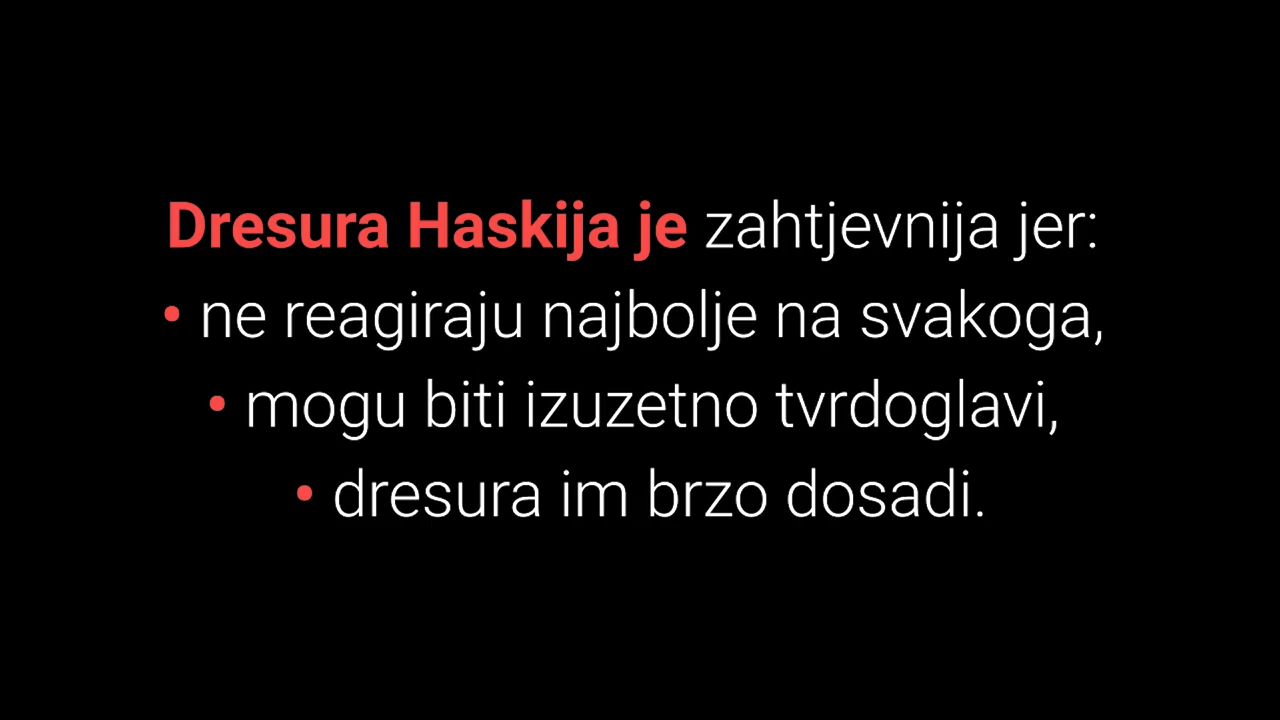 Dresura Haskija je zahtjevnija jer:
• ne reagiraju najbolje na svakoga,
• mogu biti izuzetno tvrdoglavi,
• dresura im brzo dosadi.